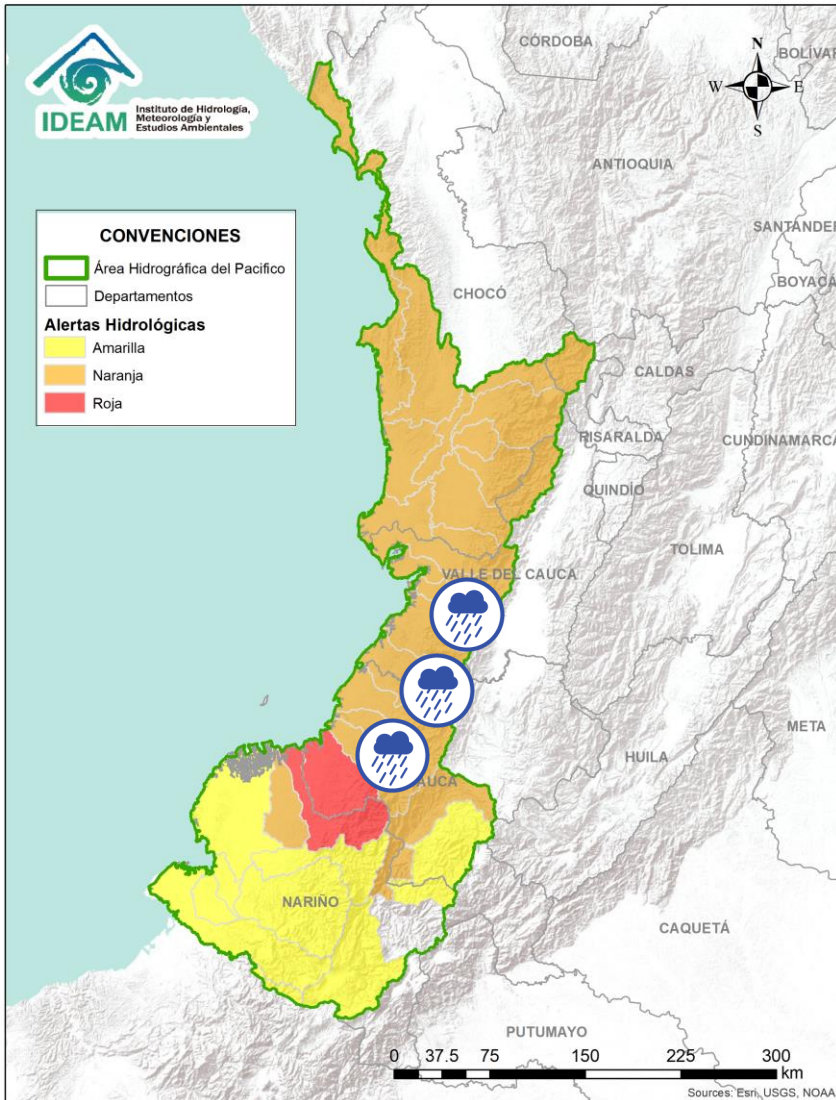 CÓRDOBA
BOLÍVAR
N
W
E
S
IDEAM
Instituto de Hidrología,
Meteorología y
Estudios Ambientales
ANTIOQUIA
SANTANDER
BOYACÁ
CHOCÓ
CONVENCIONES
Área Hidrográfica del Pacifico
Departamentos
Alertas Hidrológicas
Amarilla
Naranja
Roja
CALDAS
RISARALDA
CUNDINAMARCA
QUINDÍO
TOLIMA
VALLE DEL CAUCA
META
HUILA
AUCA
NARIÑO
CAQUETÁ
PUTUMAYO
0 37.5 75 150 225 300
km
Sources: Esri, USGS, NOAA